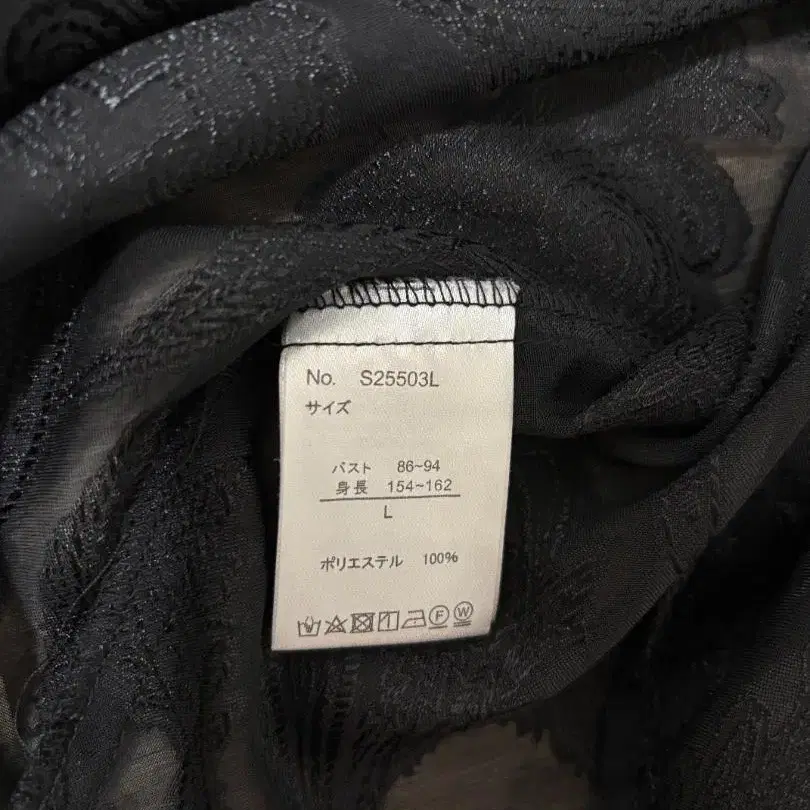 No. S25503L
サイズ
バスト 86~94
身長 154~162
L
ポリエステル 100%
F W